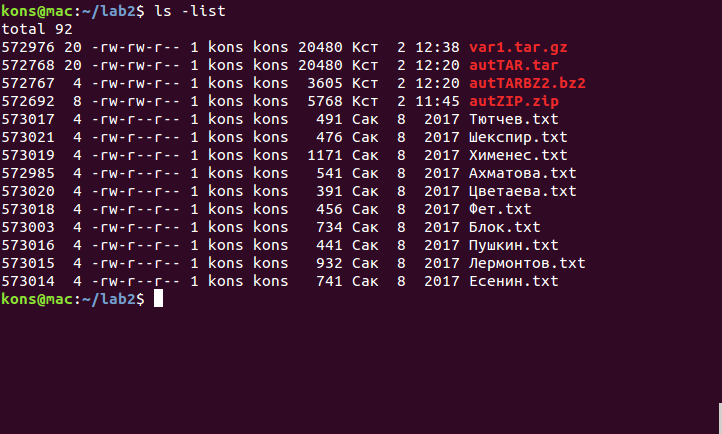 kons@mac:~/lab2$ ls -list
total 92
572976 20 -rw-rw-r-- 1 kons kons 20480 Кст  2 12:38 var1.tar.gz
572768 20 -rw-rw-r-- 1 kons kons 20480 Кст  2 12:20 autTAR.tar
572767  4 -rw-rw-r-- 1 kons kons  3605 Кст  2 12:20 autTARBZ2.bz2
572692  8 -rw-rw-r-- 1 kons kons  5768 Кст  2 11:45 autZIP.zip
573017  4 -rw-r--r-- 1 kons kons   491 Сак  8  2017 Тютчев.txt
573021  4 -rw-r--r-- 1 kons kons   476 Сак  8  2017 Шекспир.txt
573019  4 -rw-r--r-- 1 kons kons  1171 Сак  8  2017 Хименес.txt
572985  4 -rw-r--r-- 1 kons kons   541 Сак  8  2017 Ахматова.txt
573020  4 -rw-r--r-- 1 kons kons   391 Сак  8  2017 Цветаева.txt
573018  4 -rw-r--r-- 1 kons kons   456 Сак  8  2017 Фет.txt
573003  4 -rw-r--r-- 1 kons kons   734 Сак  8  2017 Блок.txt
573016  4 -rw-r--r-- 1 kons kons   441 Сак  8  2017 Пушкин.txt
573015  4 -rw-r--r-- 1 kons kons   932 Сак  8  2017 Лермонтов.txt
573014  4 -rw-r--r-- 1 kons kons   741 Сак  8  2017 Есенин.txt
kons@mac:~/lab2$